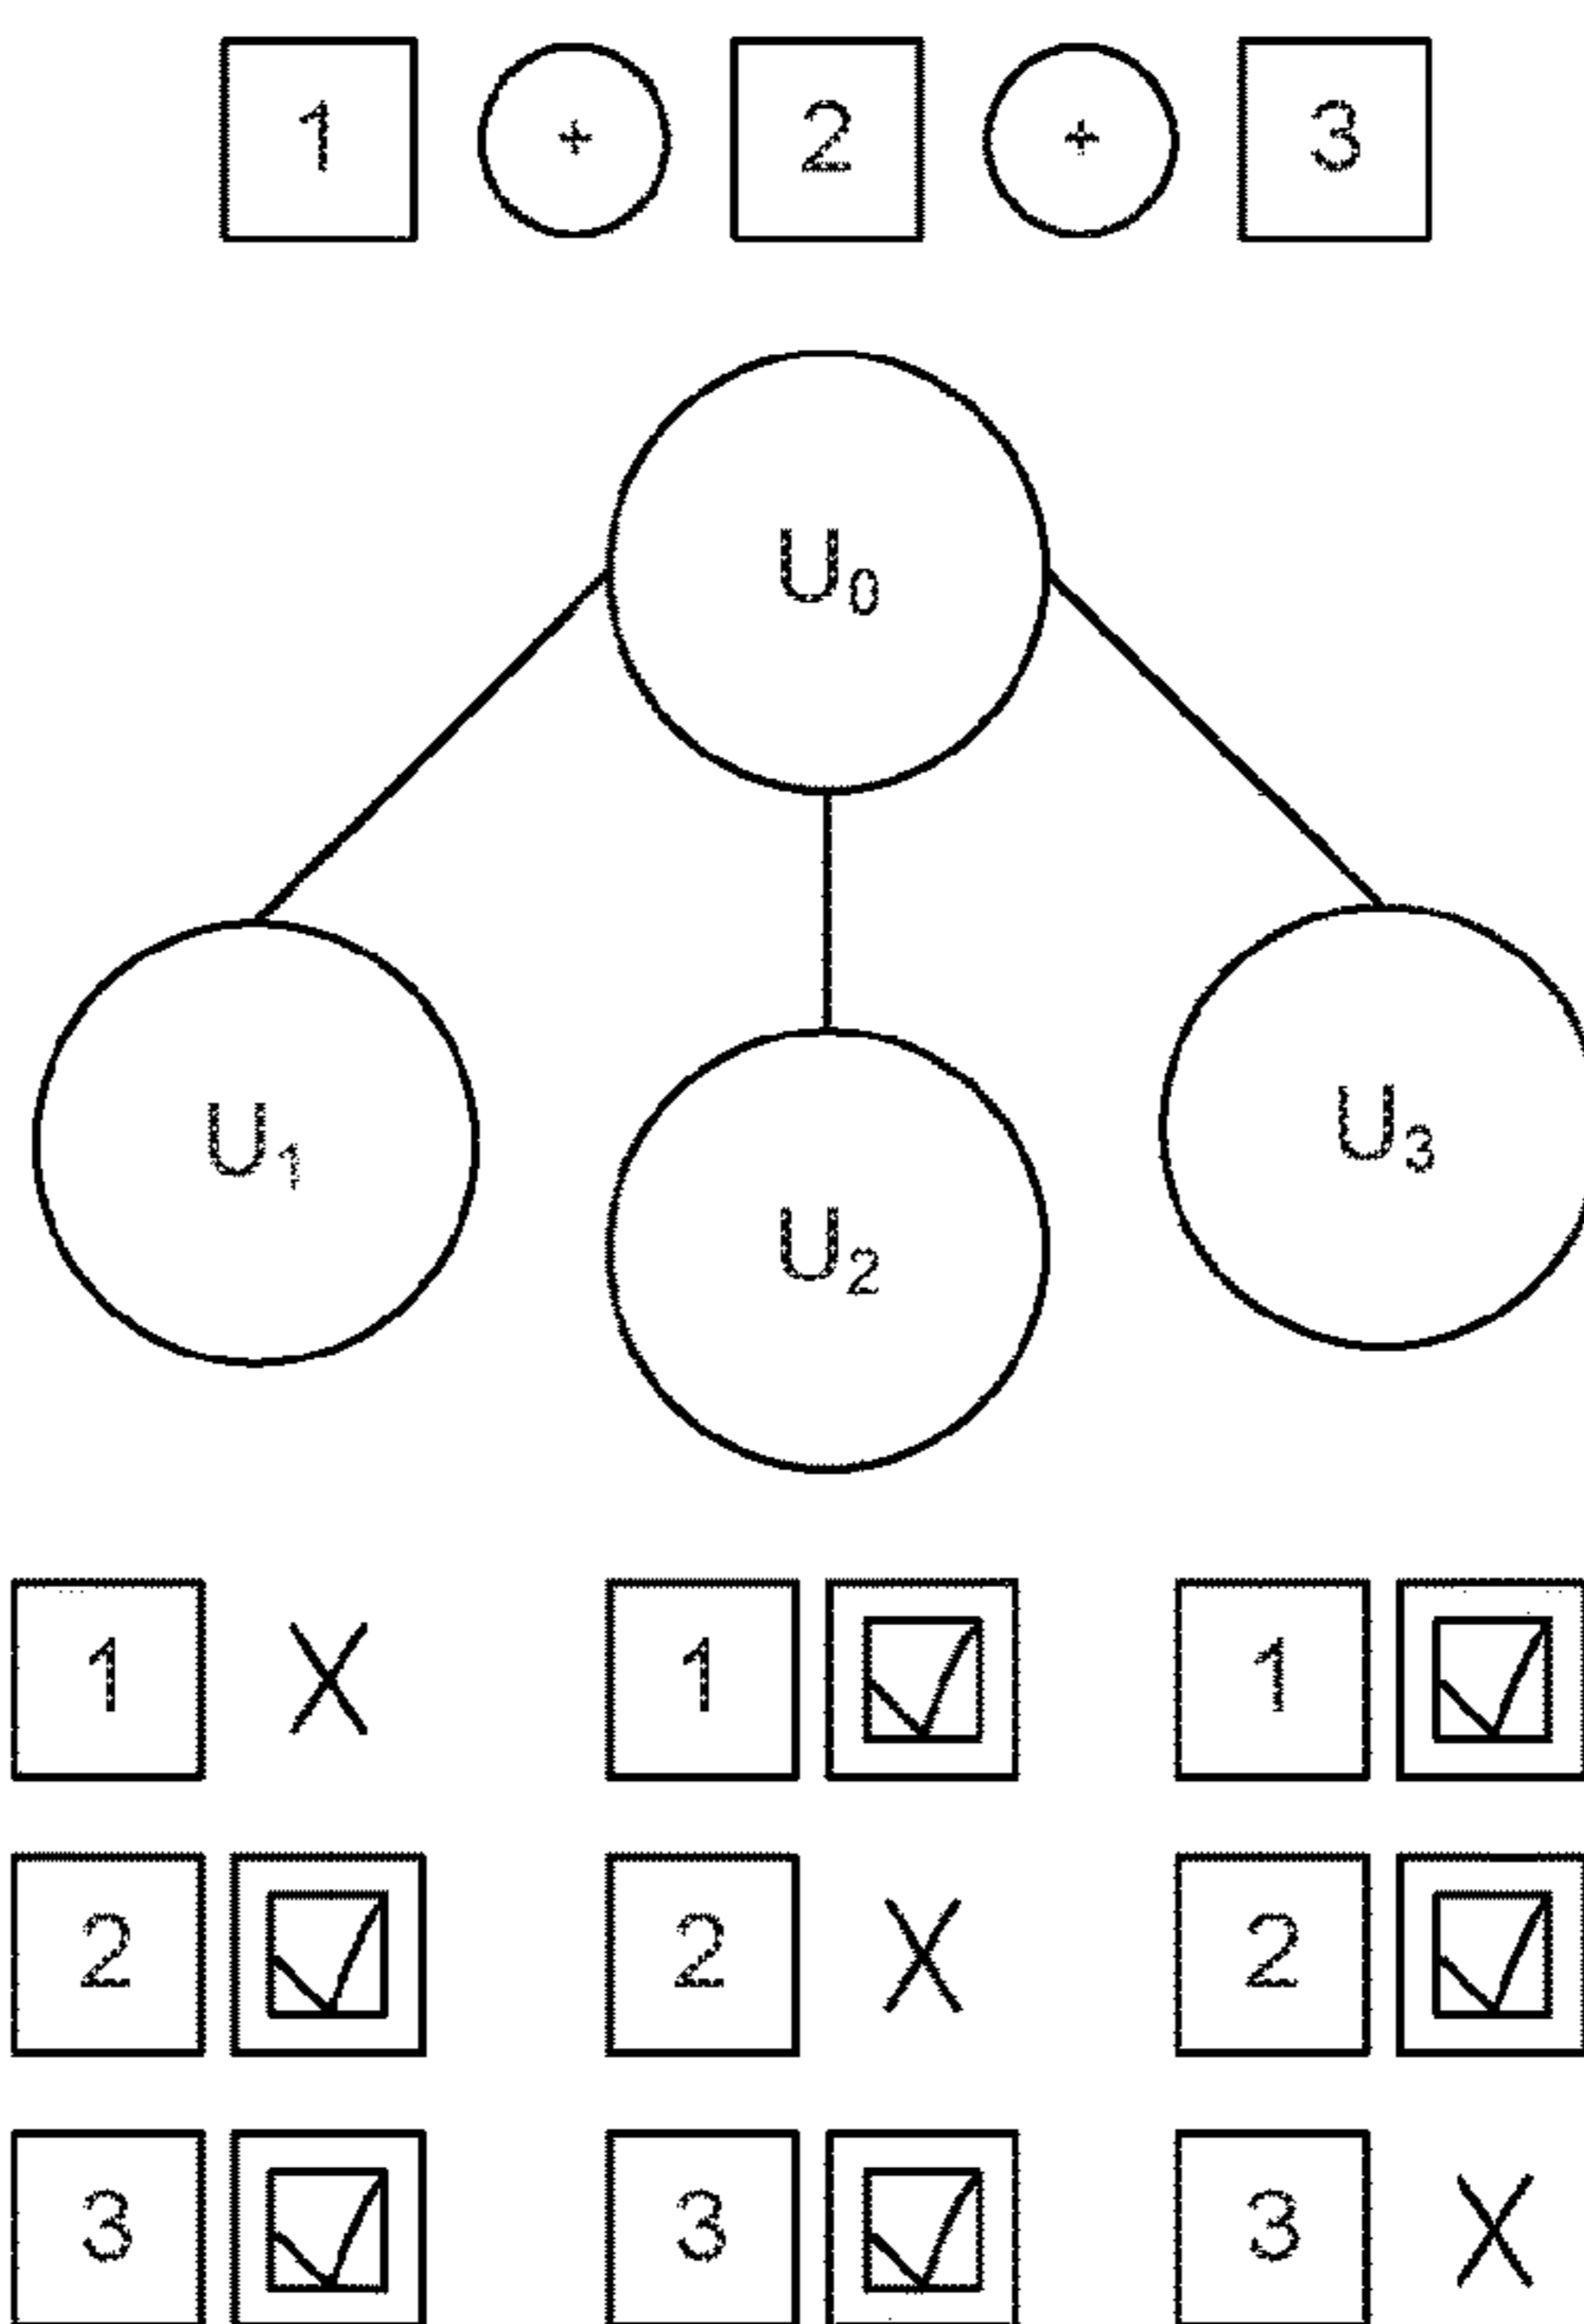 1 + 2 + 3
U₀
U₁ U₂ U₃
1 X 1 ☑ 1 ☑
2 ☑ 2 X 2 ☑
3 ☑ 3 ☑ 3 X